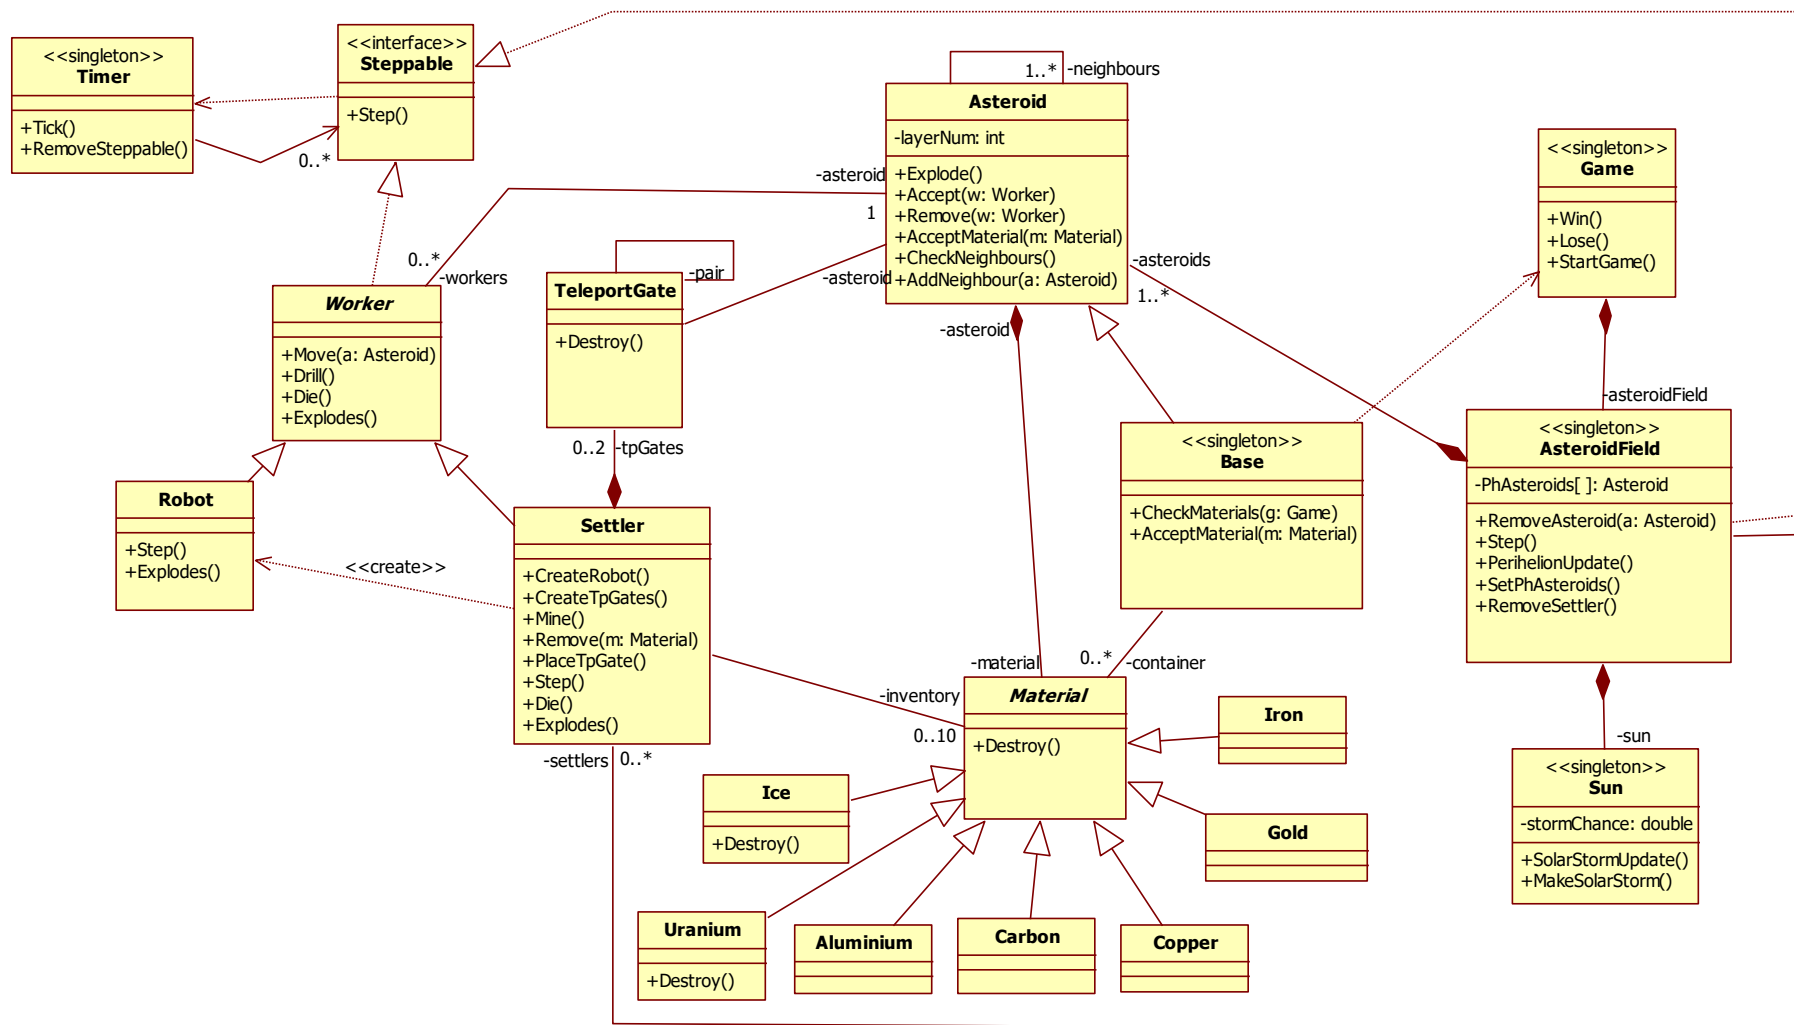 <<singleton>>
Timer
+Tick()
+RemoveSteppable()
0..*
<<interface>>
Steppable
+Step()
1..*
-neighbours
Asteroid
-layerNum: int
+Explode()
+Accept(w: Worker)
+Remove(w: Worker)
+AcceptMaterial(m: Material)
+CheckNeighbours()
+AddNeighbour(a: Asteroid)
-asteroid
1
-asteroid
-asteroid
-asteroids
1..*
<<singleton>>
Game
+Win()
+Lose()
+StartGame()
0..*
-workers
Worker
+Move(a: Asteroid)
+Drill()
+Die()
+Explodes()
-pair
TeleportGate
+Destroy()
0..2
-tpGates
-asteroidField
<<singleton>>
AsteroidField
-PhAsteroids[ ]: Asteroid
+RemoveAsteroid(a: Asteroid)
+Step()
+PerihelionUpdate()
+SetPhAsteroids()
+RemoveSettler()
<<singleton>>
Base
+CheckMaterials(g: Game)
+AcceptMaterial(m: Material)
Robot
+Step()
+Explodes()
<<create>>
Settler
+CreateRobot()
+CreateTpGates()
+Mine()
+Remove(m: Material)
+PlaceTpGate()
+Step()
+Die()
+Explodes()
-settlers
0..*
-inventory
0..10
-material
0..*
-container
Material
+Destroy()
Iron
Gold
Ice
+Destroy()
Uranium
+Destroy()
Aluminium
Carbon
Copper
-sun
<<singleton>>
Sun
-stormChance: double
+SolarStormUpdate()
+MakeSolarStorm()